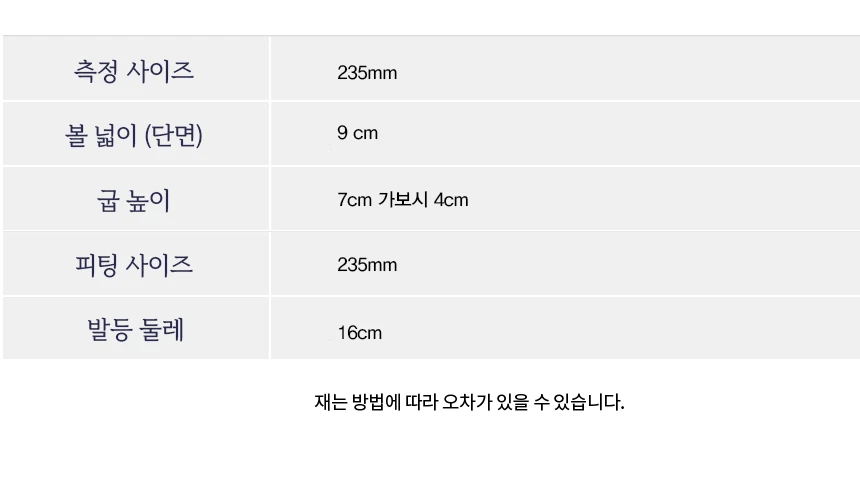 측정 사이즈 235mm
볼 넓이 (단면) 9 cm
굽 높이 7cm 가보시 4cm
피팅 사이즈 235mm
발등 둘레 16cm
재는 방법에 따라 오차가 있을 수 있습니다.